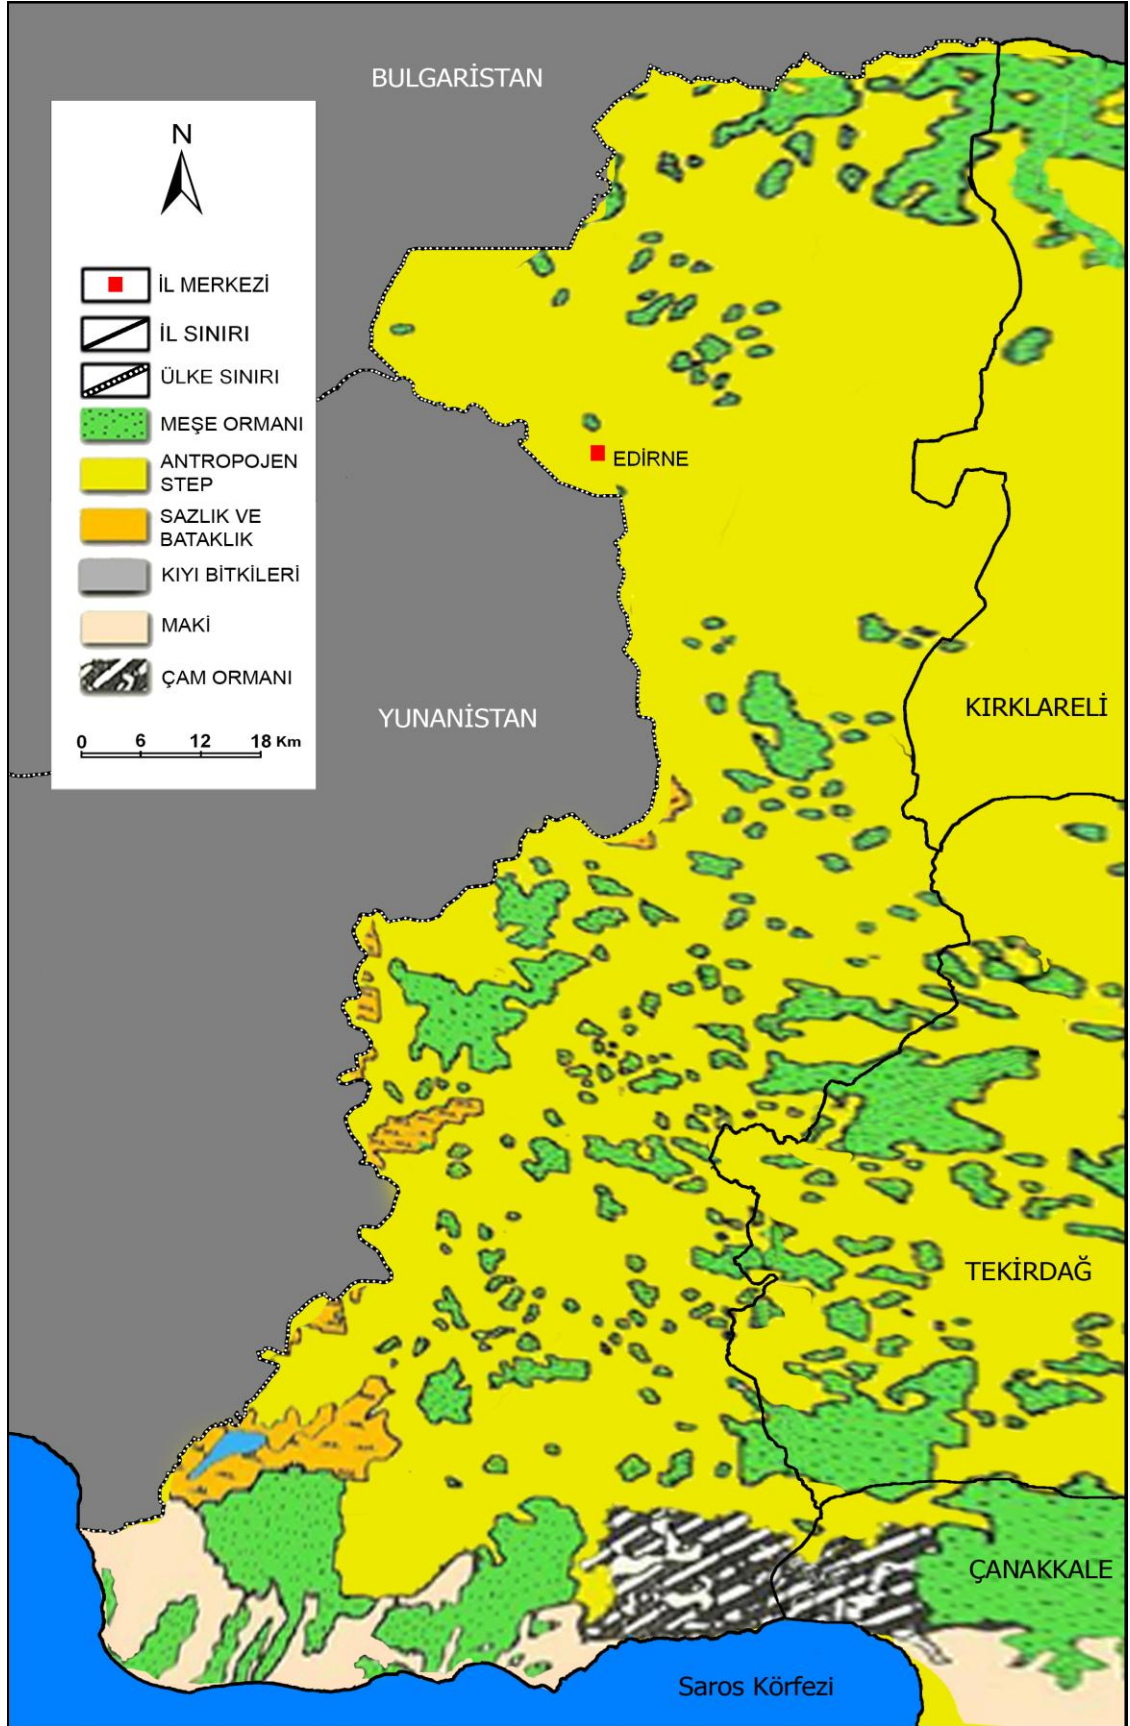 BULGARİSTAN
N
İL MERKEZİ
İL SINIRI
ÜLKE SINIRI
MEŞE ORMANI
ANTROPOJEN
STEP
SAZLIK VE
BATAKLIK
KIYI BİTKİLERİ
MAKİ
ÇAM ORMANI
0 6 12 18 Km
EDİRNE
YUNANİSTAN
KIRKLARELİ
TEKİRDAĞ
ÇANAKKALE
Saros Körfezi